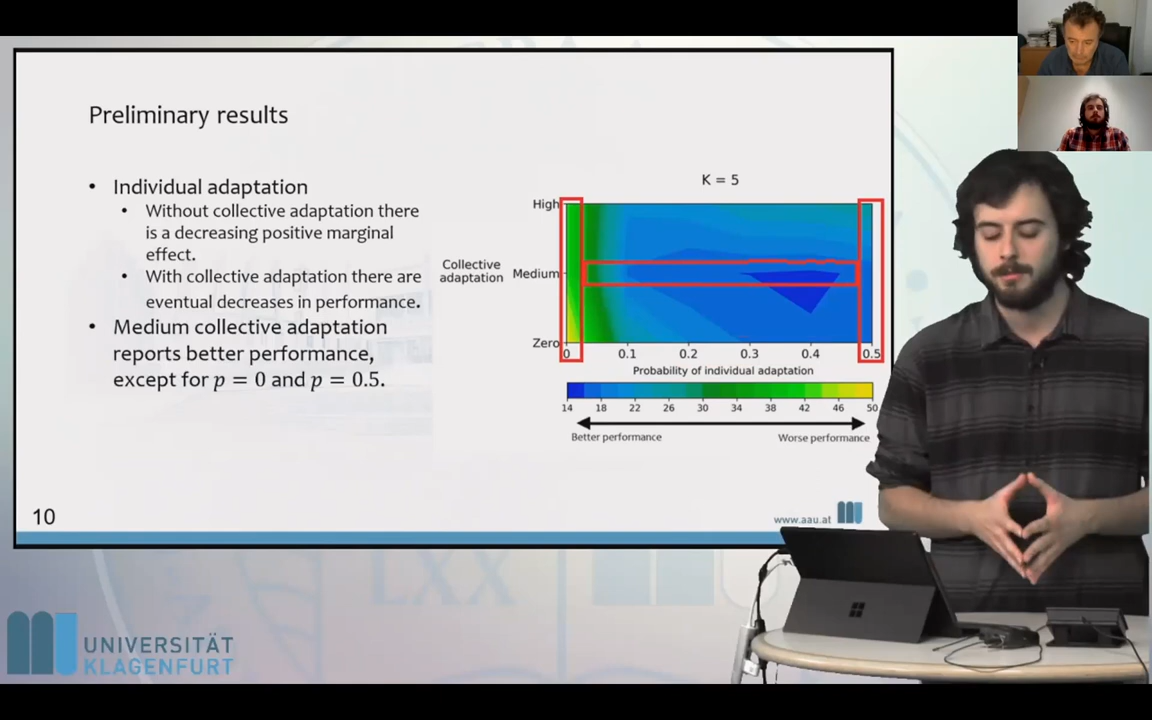 Preliminary results
• Individual adaptation
• Without collective adaptation there
is a decreasing positive marginal
effect.
• With collective adaptation there are
eventual decreases in performance.
• Medium collective adaptation
reports better performance,
except for p = 0 and p = 0.5.
K = 5
High
Collective
adaptation
Medium
Zero
0 0.1 0.2 0.3 0.4 0.5
Probability of individual adaptation
14 18 22 26 30 34 38 42 46 50
Better performance Worse performance
10
www.aau.at
LXX
UNIVERSITÄT
KLAGENFURT